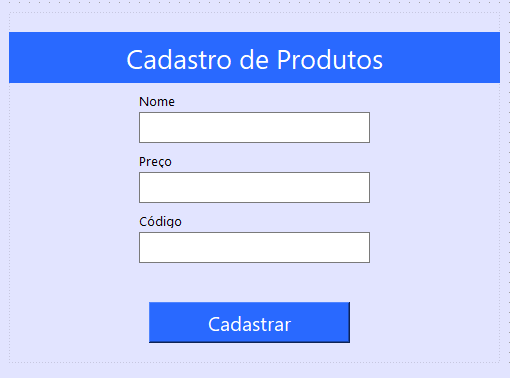 Cadastro de Produtos
Nome
Preço
Código
Cadastrar